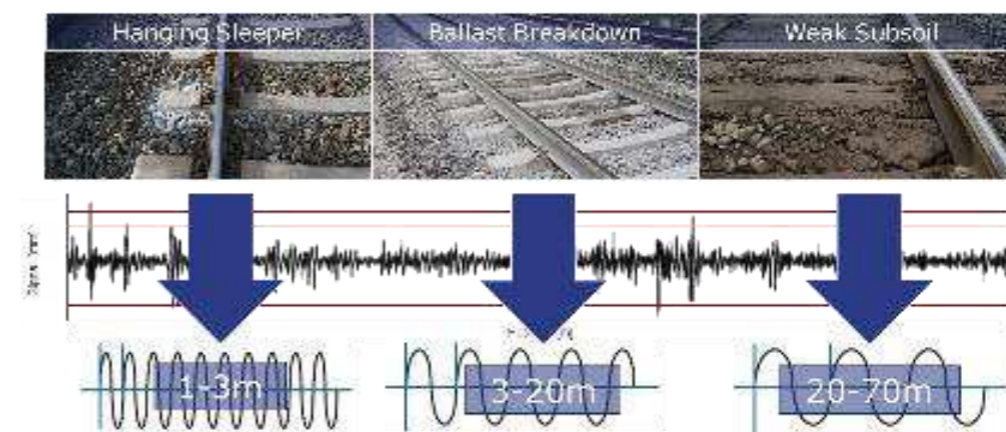 Hanging Sleeper
Ballast Breakdown
Weak Subsoil
1-3m
3-20m
20-70m